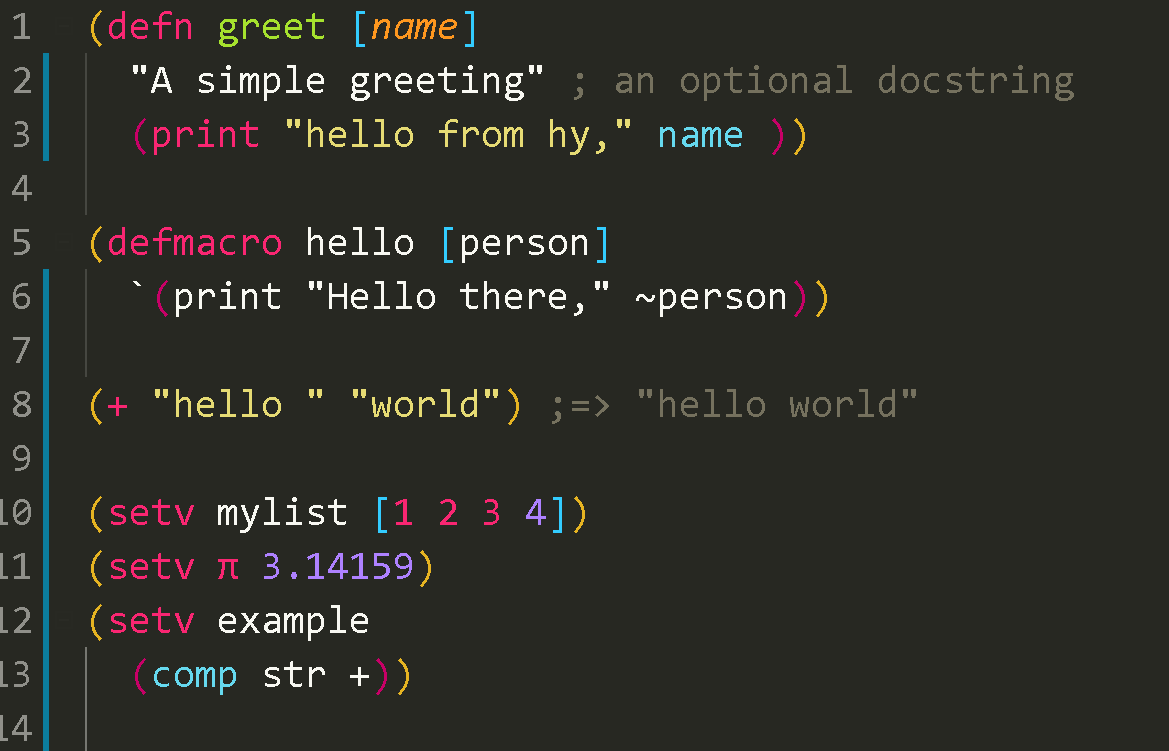 1 (defn greet [name]
2   "A simple greeting" ; an optional docstring
3   (print "hello from hy," name ))
4
5 (defmacro hello [person]
6   `(print "Hello there," ~person))
7
8 (+ "hello " "world") ;=> "hello world"
9
10 (setv mylist [1 2 3 4])
11 (setv π 3.14159)
12 (setv example
13   (comp str +))
14